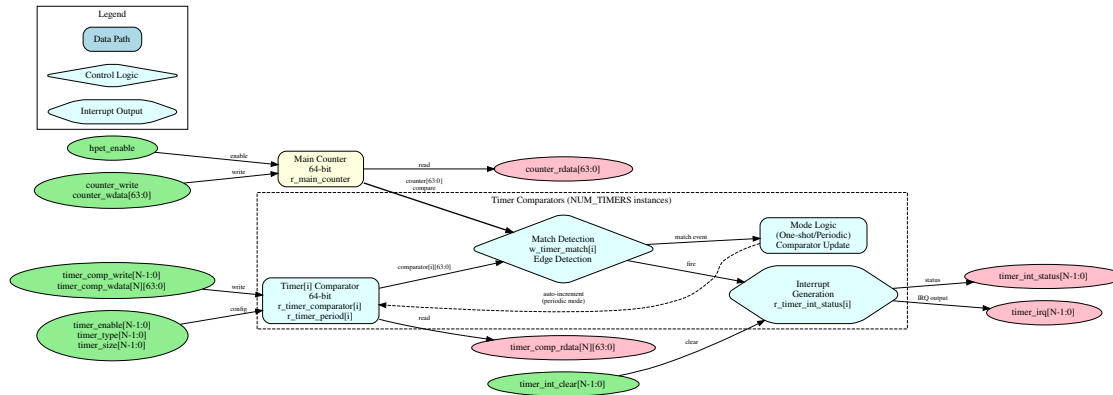 Legend
Data Path
Control Logic
Interrupt Output
hpet_enable
enable
counter_write
counter_wdata[63:0]
write
Main Counter
64-bit
r_main_counter
read
counter_rdata[63:0]
counter[63:0]
compare
Timer Comparators (NUM_TIMERS instances)
Match Detection
w_timer_match[i]
Edge Detection
match event
Mode Logic
(One-shot/Periodic)
Comparator Update
timer_comp_write[N-1:0]
timer_comp_wdata[N][63:0]
write
Timer[i] Comparator
64-bit
r_timer_comparator[i]
r_timer_period[i]
comparator[i][63:0]
fire
auto-increment
(periodic mode)
Interrupt
Generation
r_timer_int_status[i]
status
timer_int_status[N-1:0]
IRQ output
timer_irq[N-1:0]
timer_enable[N-1:0]
timer_type[N-1:0]
timer_size[N-1:0]
config
read
timer_comp_rdata[N][63:0]
clear
timer_int_clear[N-1:0]